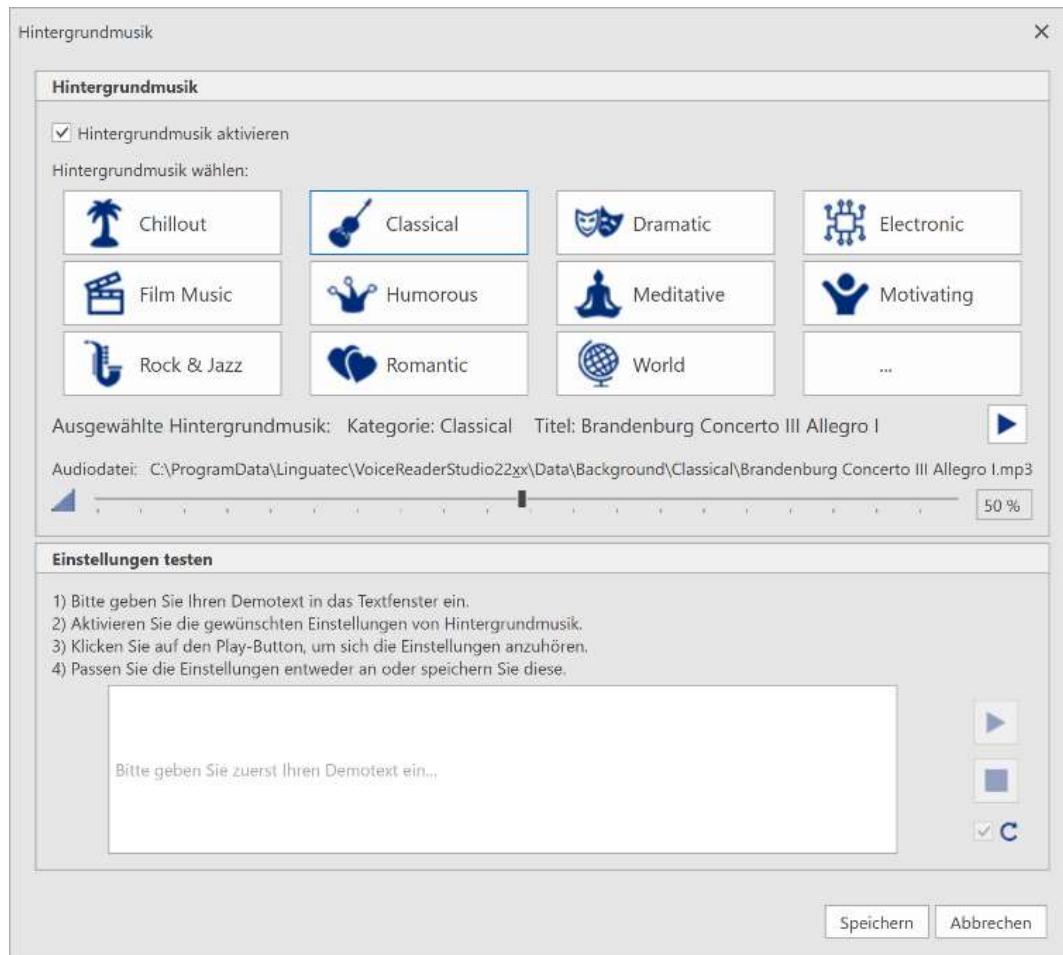 Hintergrundmusik
Hintergrundmusik
Hintergrundmusik aktivieren
Hintergrundmusik wählen:
Chillout Classical Dramatic Electronic
Film Music Humorous Meditative Motivating
Rock & Jazz Romantic World ...
Ausgewählte Hintergrundmusik: Kategorie: Classical Titel: Brandenburg Concerto III Allegro I
Audiodatei: C:\ProgramData\Linguatec\VoiceReaderStudio22xx\Data\Background\Classical\Brandenburg Concerto III Allegro I.mp3
50 %
Einstellungen testen
1) Bitte geben Sie Ihren Demotext in das Textfenster ein.
2) Aktivieren Sie die gewünschten Einstellungen von Hintergrundmusik.
3) Klicken Sie auf den Play-Button, um sich die Einstellungen anzuhören.
4) Passen Sie die Einstellungen entweder an oder speichern Sie diese.
Bitte geben Sie zuerst Ihren Demotext ein...
Speichern Abbrechen